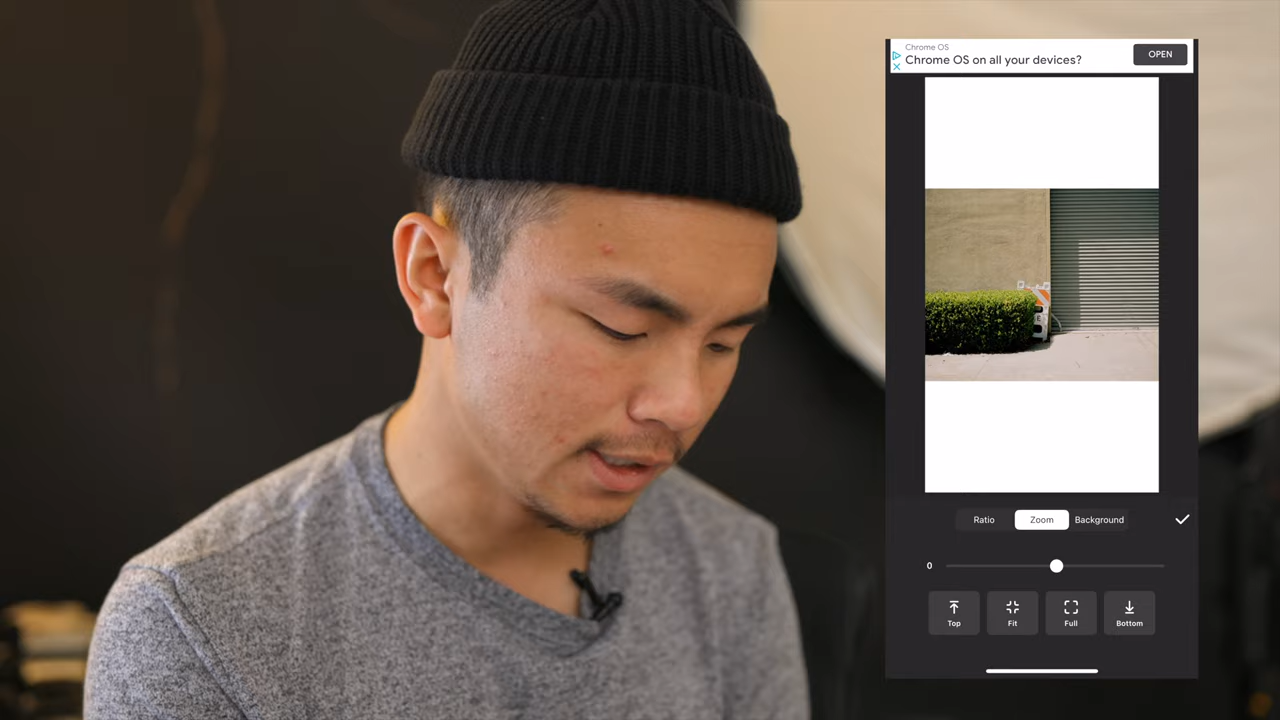 Chrome OS
Chrome OS on all your devices?
OPEN
Ratio
Zoom
Background
0
Top
Fit
Full
Bottom